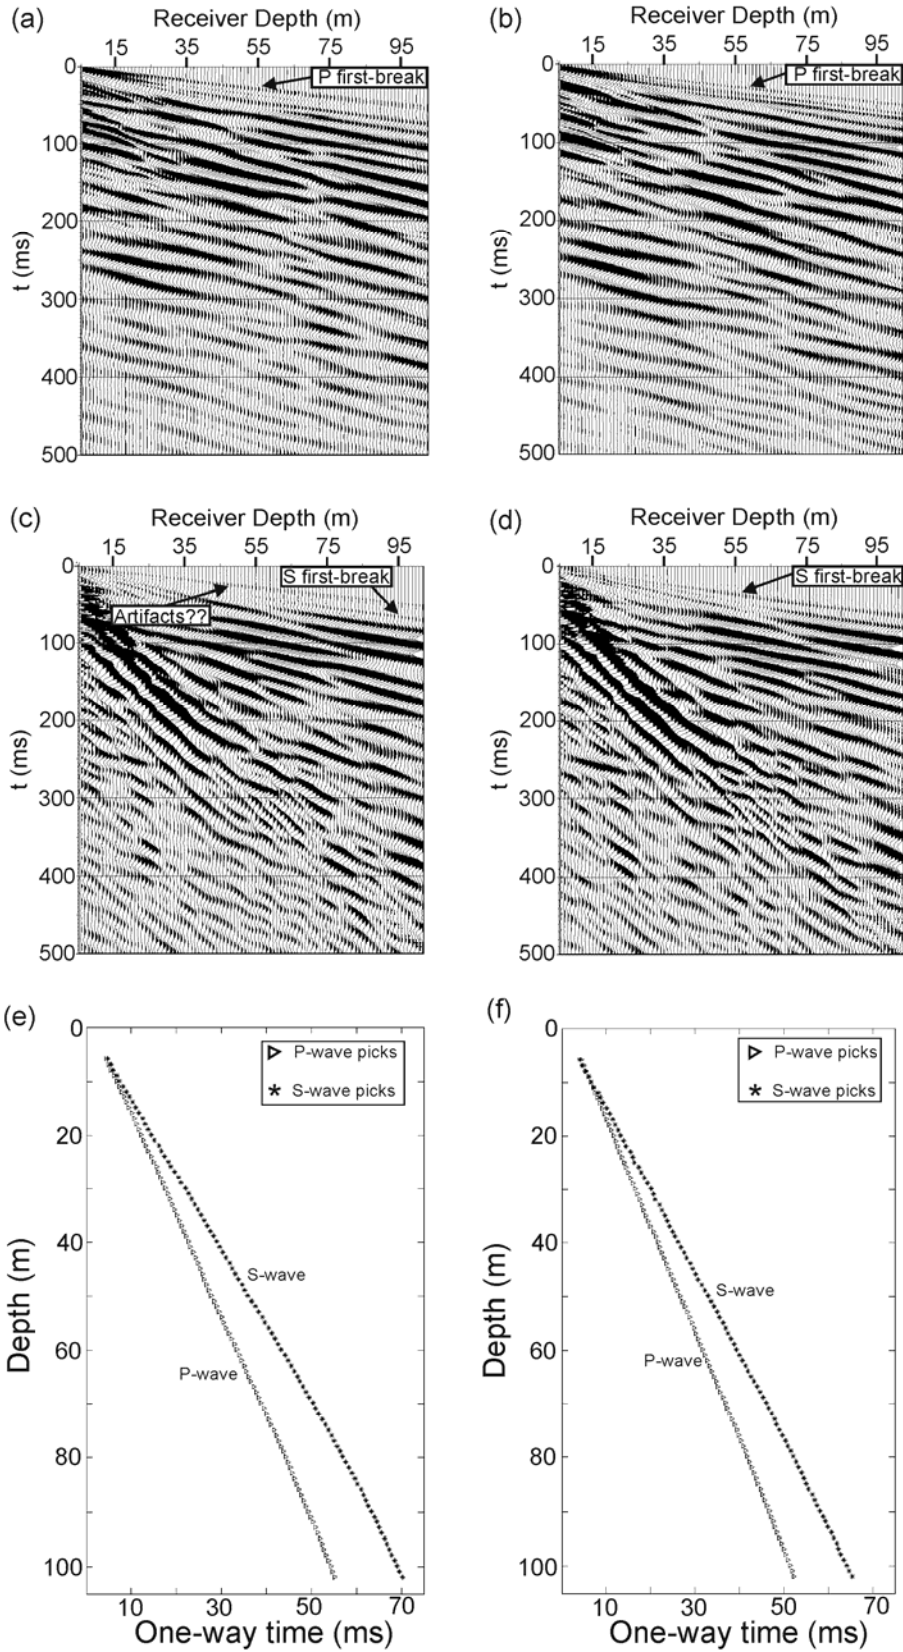 (a)
Receiver Depth (m)
15 35 55 75 95
P first-break
0
100
200
300
400
500
t (ms)
(b)
Receiver Depth (m)
15 35 55 75 95
P first-break
0
100
200
300
400
500
t (ms)
(c)
Receiver Depth (m)
15 35 55 75 95
S first-break
Artifacts??
0
100
200
300
400
500
t (ms)
(d)
Receiver Depth (m)
15 35 55 75 95
S first-break
0
100
200
300
400
500
t (ms)
(e)
P-wave picks
S-wave picks
S-wave
P-wave
0
20
40
60
80
100
Depth (m)
10 30 50 70
One-way time (ms)
(f)
P-wave picks
S-wave picks
S-wave
P-wave
0
20
40
60
80
100
Depth (m)
10 30 50 70
One-way time (ms)